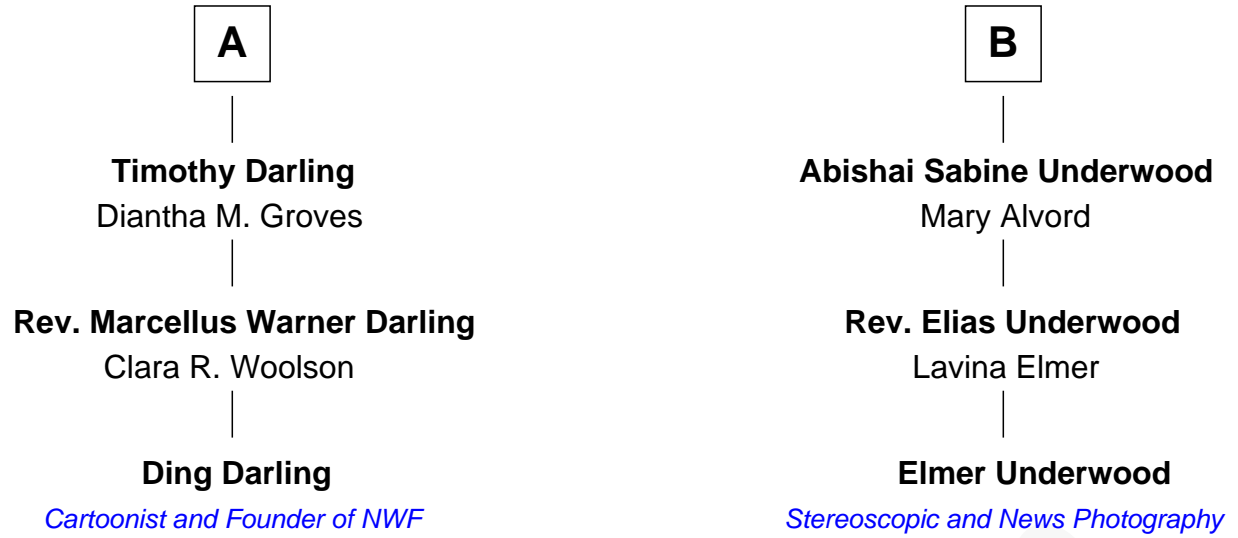 A
B
Timothy Darling
Abishai Sabine Underwood
Diantha M. Groves
Mary Alvord
Rev. Marcellus Warner Darling
Rev. Elias Underwood
Clara R. Woolson
Lavina Elmer
Ding Darling
Elmer Underwood
Cartoonist and Founder of NWF
Stereoscopic and News Photography